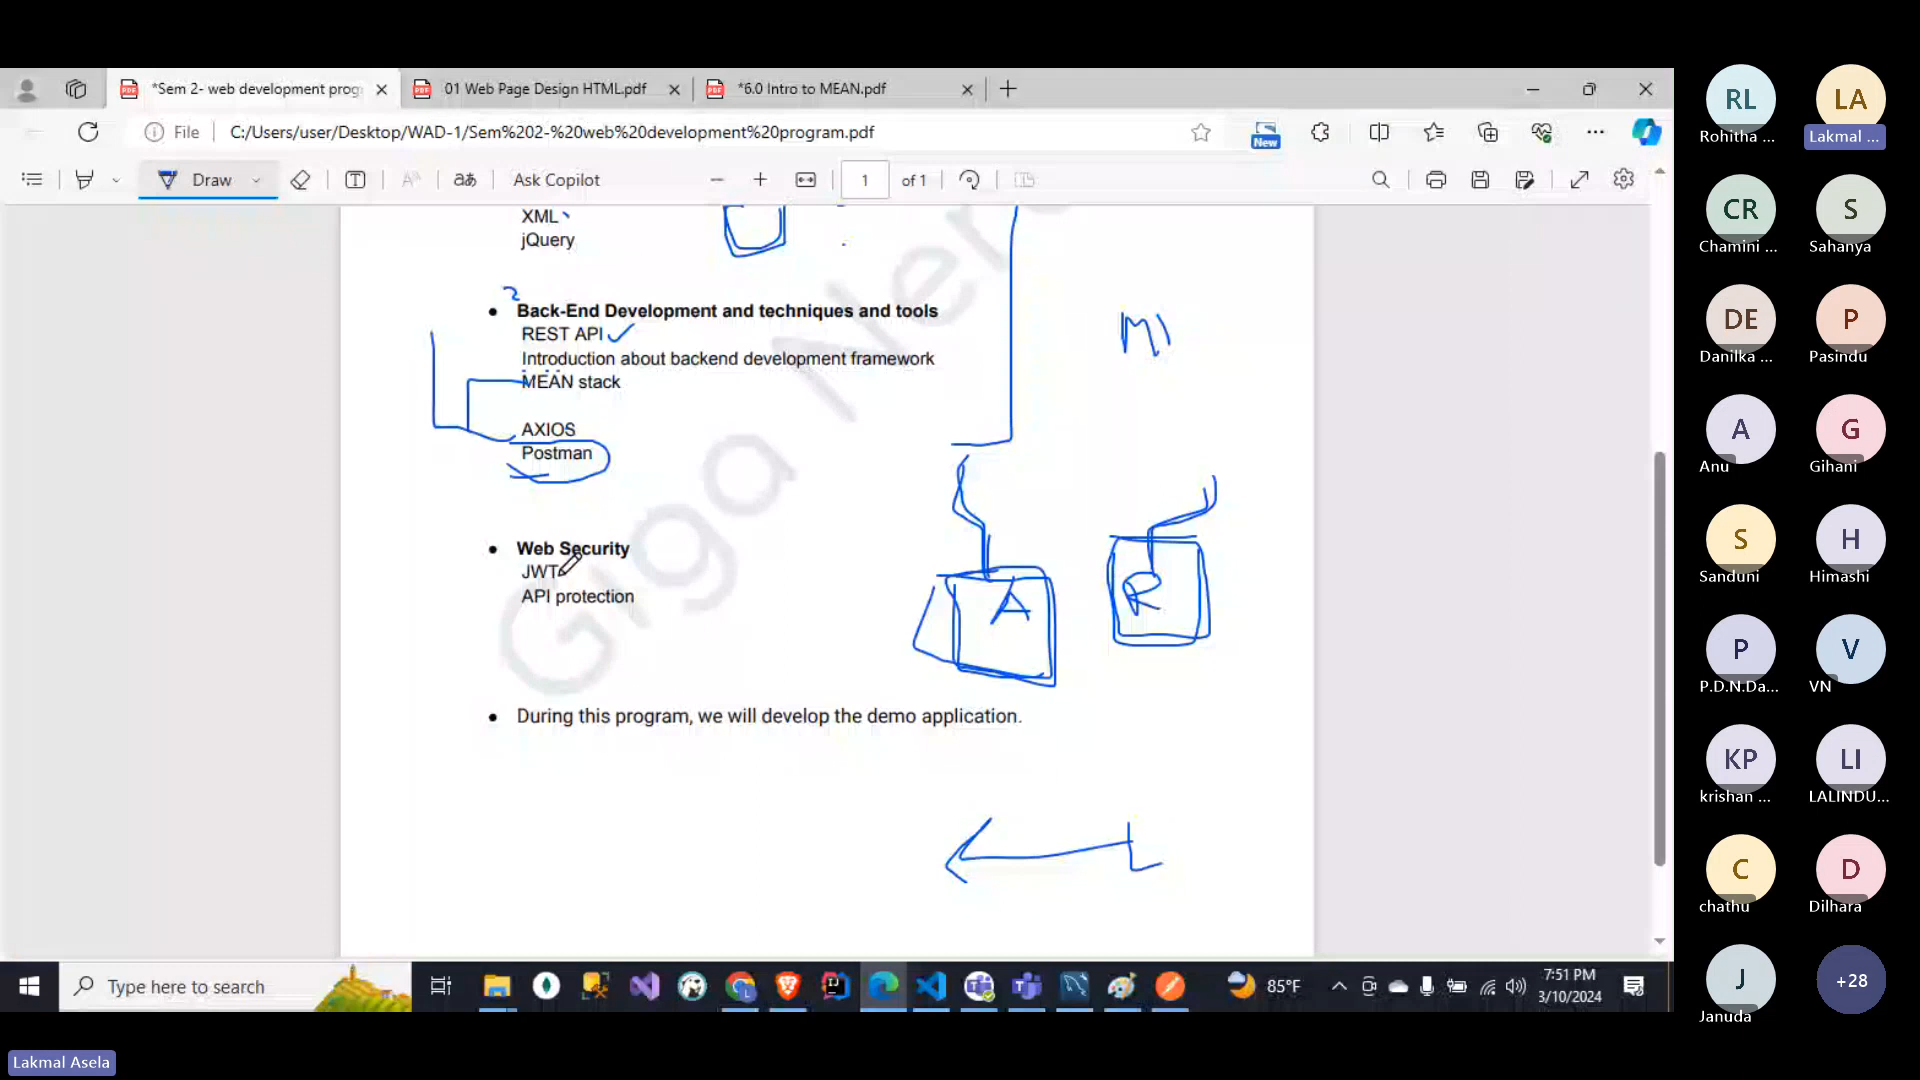 *Sem 2- web development prog
01 Web Page Design HTML.pdf
*6.0 Intro to MEAN.pdf
File
C:/Users/user/Desktop/WAD-1/Sem%202-%20web%20development%20program.pdf
New
Draw
Ask Copilot
1
of 1
XML
jQuery
2
Back-End Development and techniques and tools
REST API
Introduction about backend development framework
MEAN stack
AXIOS
Postman
Web Security
JWT
API protection
During this program, we will develop the demo application.
A
R
Giga Ner
Type here to search
85°F
7:51 PM
3/10/2024
RL
Rohitha ...
LA
Lakmal ...
CR
Chamini ...
S
Sahanya
DE
Danilka ...
P
Pasindu
A
Anu
G
Gihani
S
Sanduni
H
Himashi
P
P.D.N.Da...
V
VN
KP
krishan ...
LI
LALINDU...
C
chathu
D
Dilhara
J
Januda
+28
Lakmal Asela